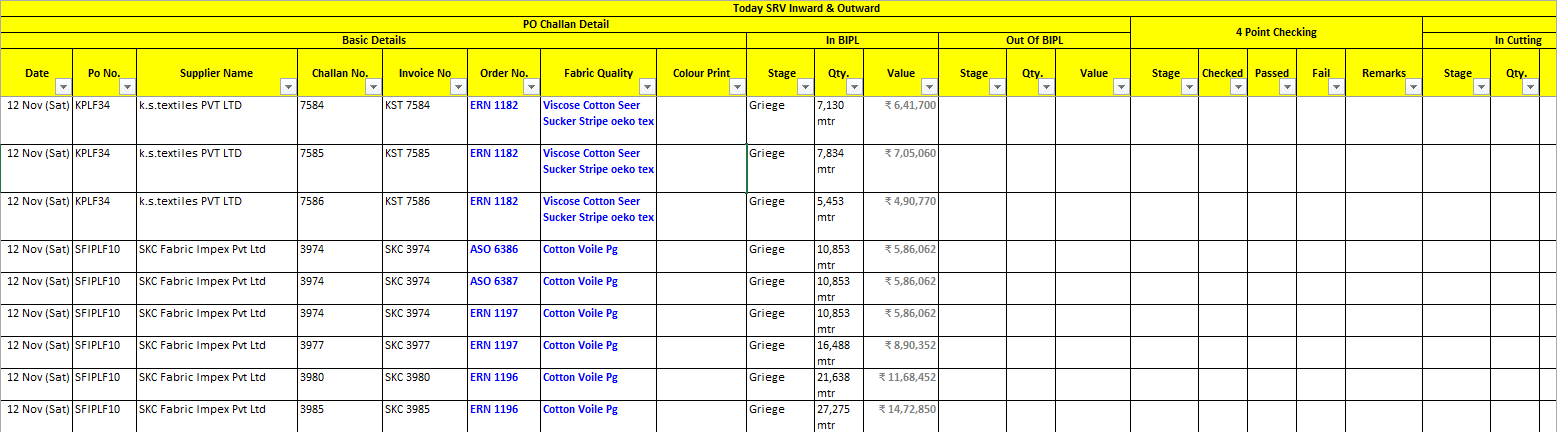 Today SRV Inward & Outward
PO Challan Detail
4 Point Checking
Basic Details In BIPL Out Of BIPL In Cutting
Date Po No. Supplier Name Challan No. Invoice No Order No. Fabric Quality Colour Print Stage Qty. Value Stage Qty. Value Stage Checked Passed Fail Remarks Stage Qty.
12 Nov (Sat) KPLF34 k.s.textiles PVT LTD 7584 KST 7584 ERN 1182 Viscose Cotton Seer Griege 7,130 ₹ 6,41,700
Sucker Stripe oeko tex mtr
12 Nov (Sat) KPLF34 k.s.textiles PVT LTD 7585 KST 7585 ERN 1182 Viscose Cotton Seer Griege 7,834 ₹ 7,05,060
Sucker Stripe oeko tex mtr
12 Nov (Sat) KPLF34 k.s.textiles PVT LTD 7586 KST 7586 ERN 1182 Viscose Cotton Seer Griege 5,453 ₹ 4,90,770
Sucker Stripe oeko tex mtr
12 Nov (Sat) SFIPLF10 SKC Fabric Impex Pvt Ltd 3974 SKC 3974 ASO 6386 Cotton Voile Pg Griege 10,853 ₹ 5,86,062
mtr
12 Nov (Sat) SFIPLF10 SKC Fabric Impex Pvt Ltd 3974 SKC 3974 ASO 6387 Cotton Voile Pg Griege 10,853 ₹ 5,86,062
mtr
12 Nov (Sat) SFIPLF10 SKC Fabric Impex Pvt Ltd 3974 SKC 3974 ERN 1197 Cotton Voile Pg Griege 10,853 ₹ 5,86,062
mtr
12 Nov (Sat) SFIPLF10 SKC Fabric Impex Pvt Ltd 3977 SKC 3977 ERN 1197 Cotton Voile Pg Griege 16,488 ₹ 8,90,352
mtr
12 Nov (Sat) SFIPLF10 SKC Fabric Impex Pvt Ltd 3980 SKC 3980 ERN 1196 Cotton Voile Pg Griege 21,638 ₹ 11,68,452
mtr
12 Nov (Sat) SFIPLF10 SKC Fabric Impex Pvt Ltd 3985 SKC 3985 ERN 1196 Cotton Voile Pg Griege 27,275 ₹ 14,72,850
mtr